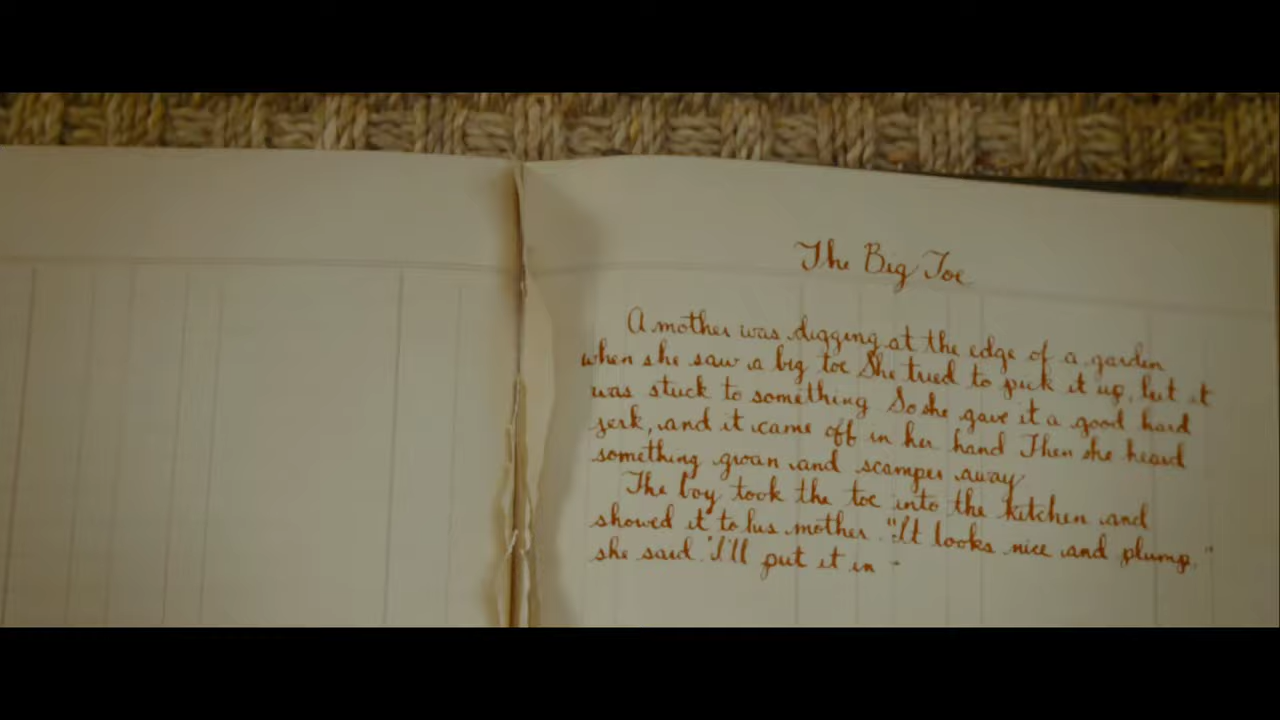 The Big Toe
A mother was digging at the edge of a garden
when she saw a big toe She tried to pick it up, but it
was stuck to something So she gave it a good hard
jerk, and it came off in her hand Then she heard
something groan and scamper away
The boy took the toe into the kitchen and
showed it to his mother. "It looks nice and plump,"
she said. "I'll put it in